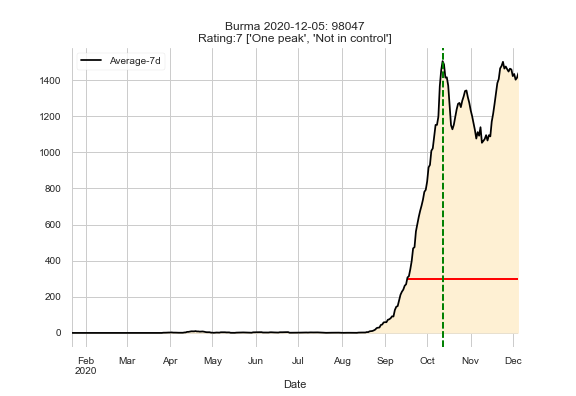 Burma 2020-12-05: 98047
Rating:7 ['One peak', 'Not in control']
Average-7d
1400
1200
1000
800
600
400
200
0
Feb Mar Apr May Jun Jul Aug Sep Oct Nov Dec
2020
Date